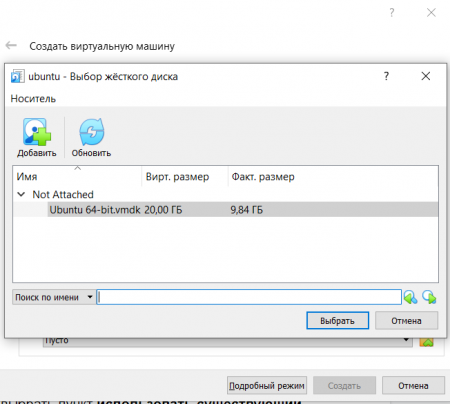 Создать виртуальную машину
ubuntu - Выбор жёсткого диска
Носитель
Добавить Обновить
Имя Вирт. размер Факт. размер
Not Attached
Ubuntu 64-bit.vmdk 20,00 ГБ 9,84 ГБ
Поиск по имени
Выбрать Отмена
Пусто
Подробный режим Создать Отмена
выбрать пункт использовать существующий